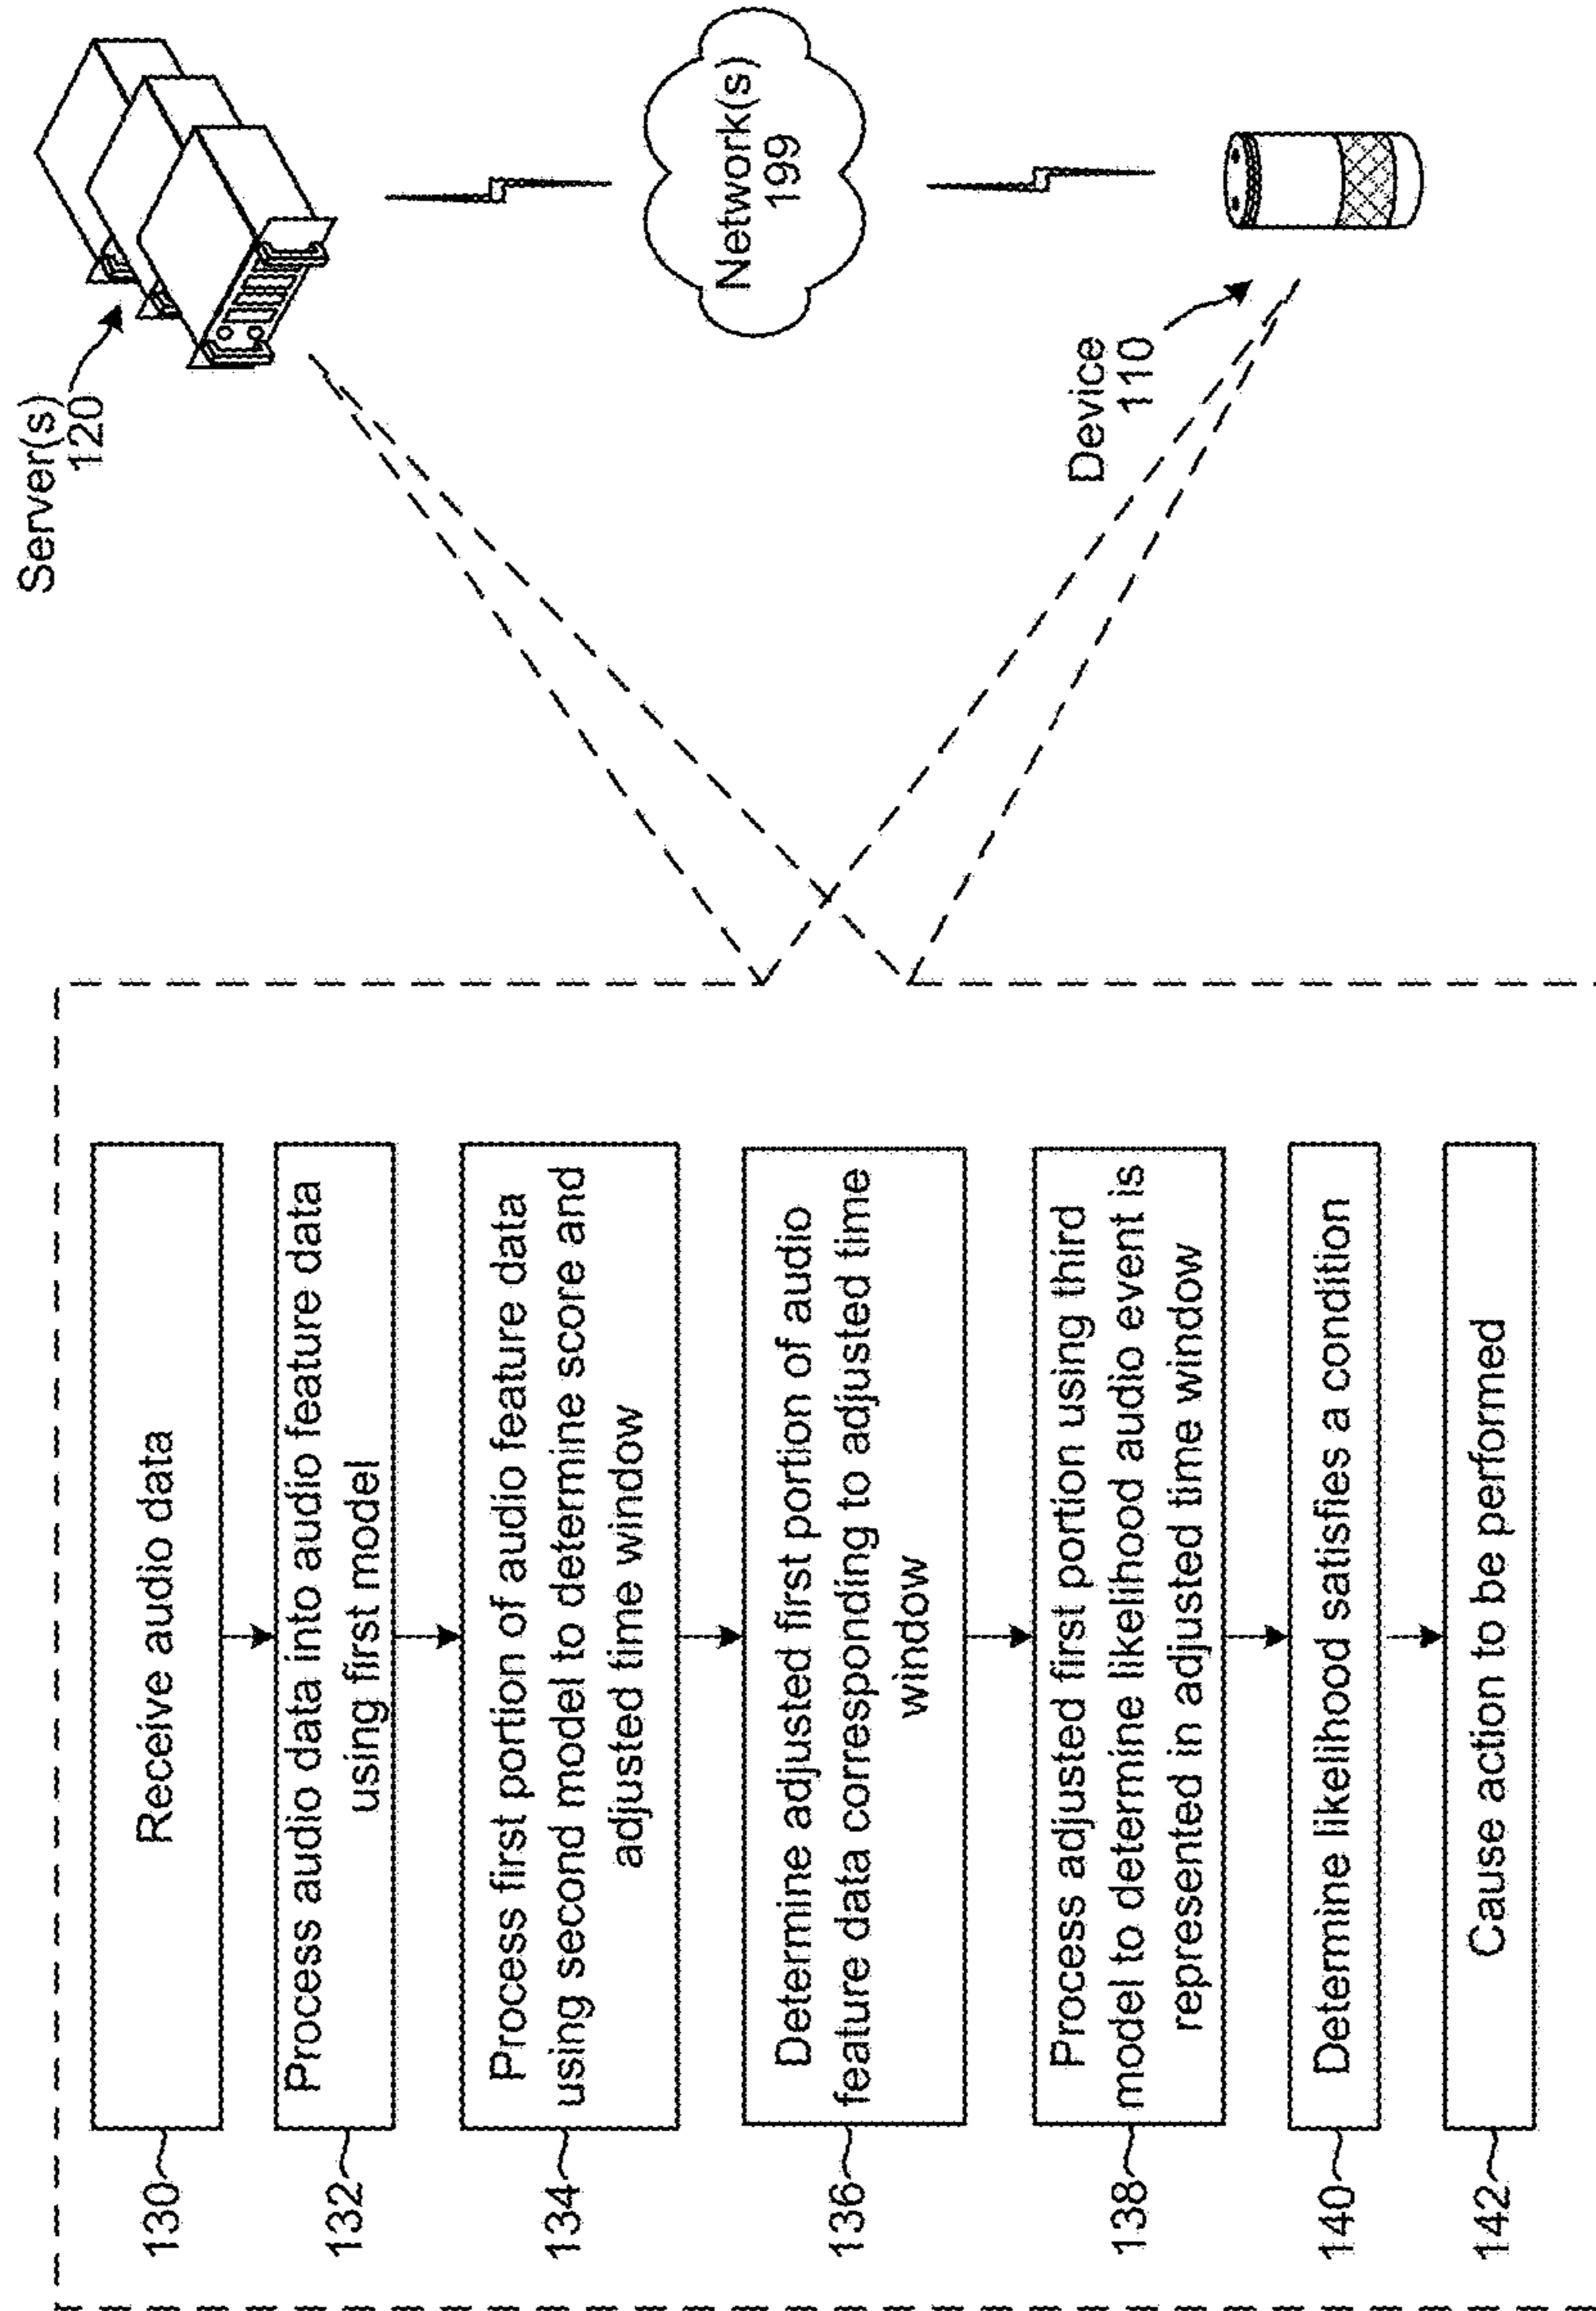 130
Receive audio data
132
Process audio data into audio feature data
using first model
134
Process first portion of audio feature data
using second model to determine score and
adjusted time window
136
Determine adjusted first portion of audio
feature data corresponding to adjusted time
window
138
Process adjusted first portion using third
model to determine likelihood audio event is
represented in adjusted time window
140
Determine likelihood satisfies a condition
142
Cause action to be performed
Server(s)
120
Network(s)
199
Device
110